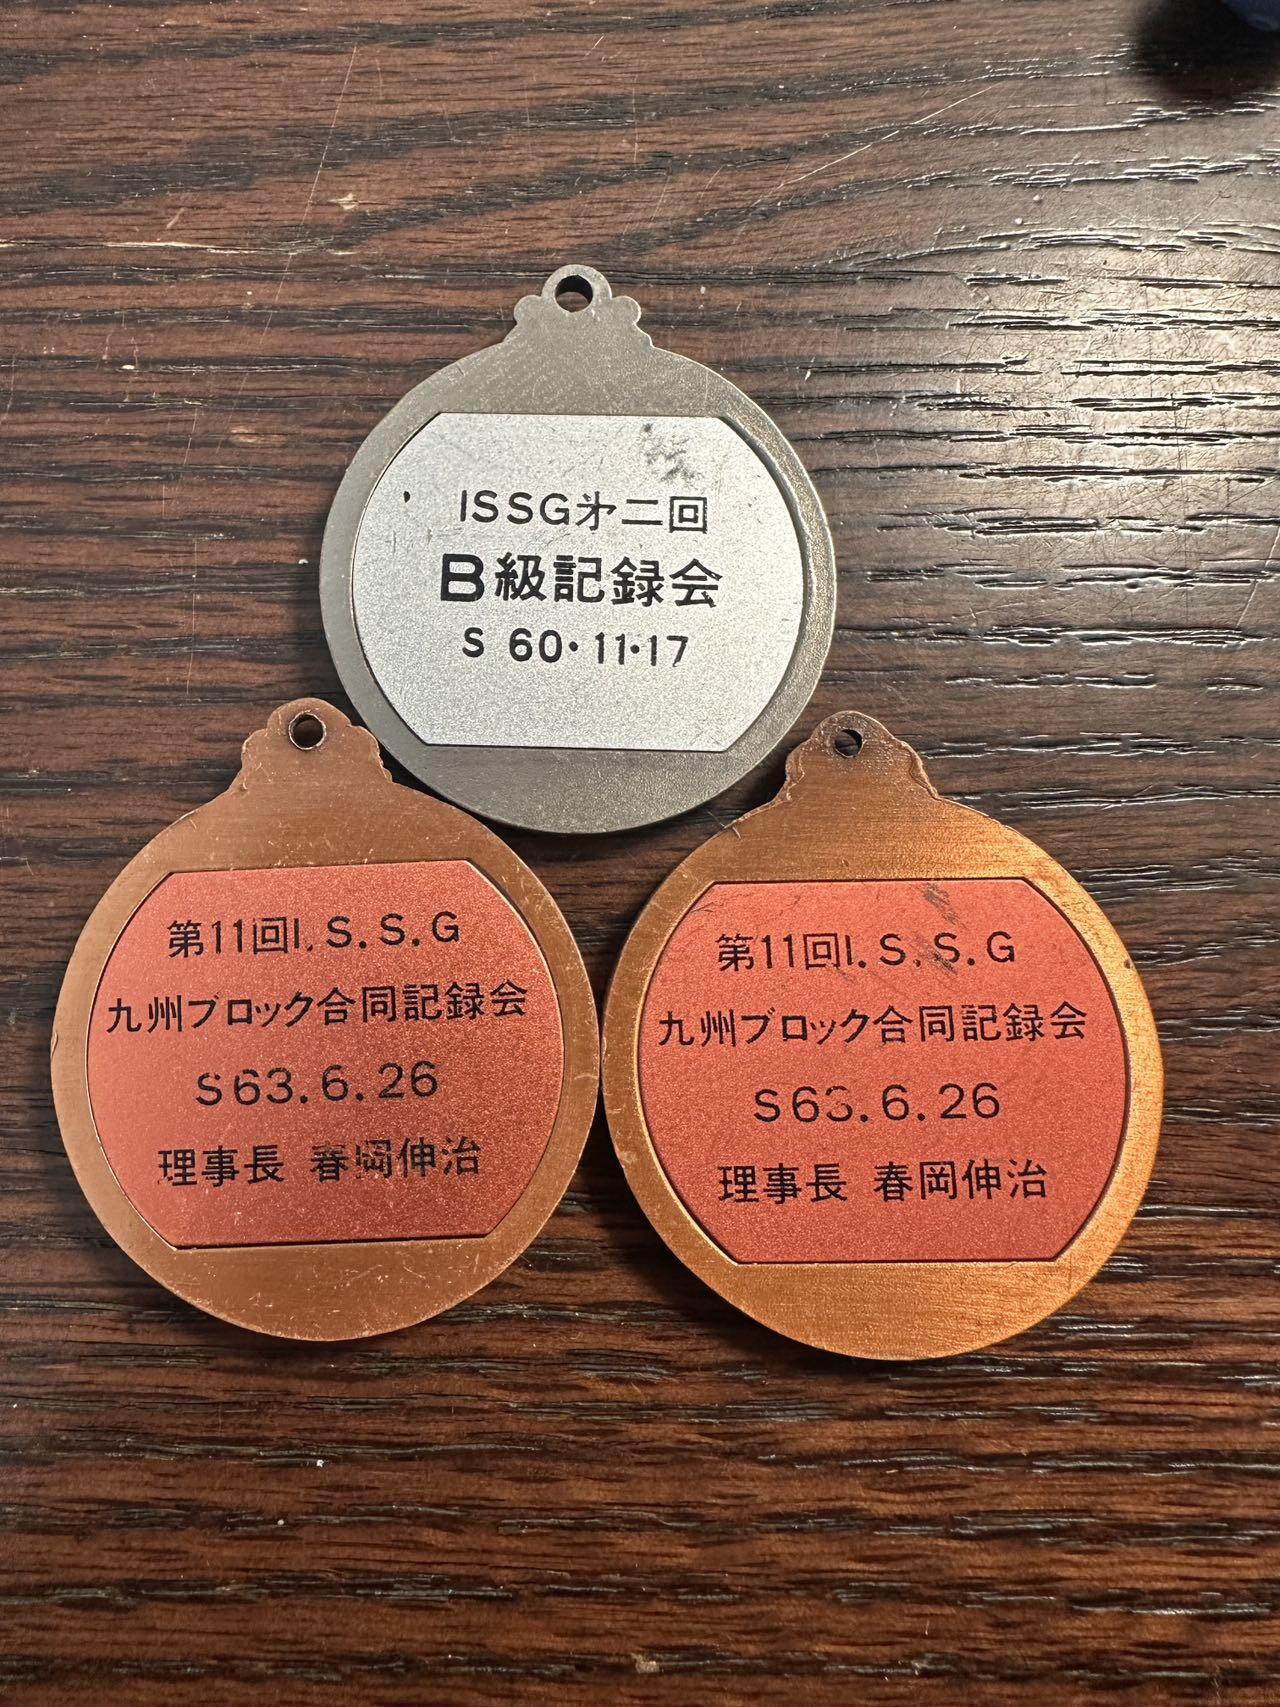 ISSG㐧二回
B級記録会
S 60・11・17
第11回I.S.S.G
九州ブロック合同記録会
S63.6.26
理事長 春岡伸治
第11回I.S.S.G
九州ブロック合同記録会
S63.6.26
理事長 春岡伸治